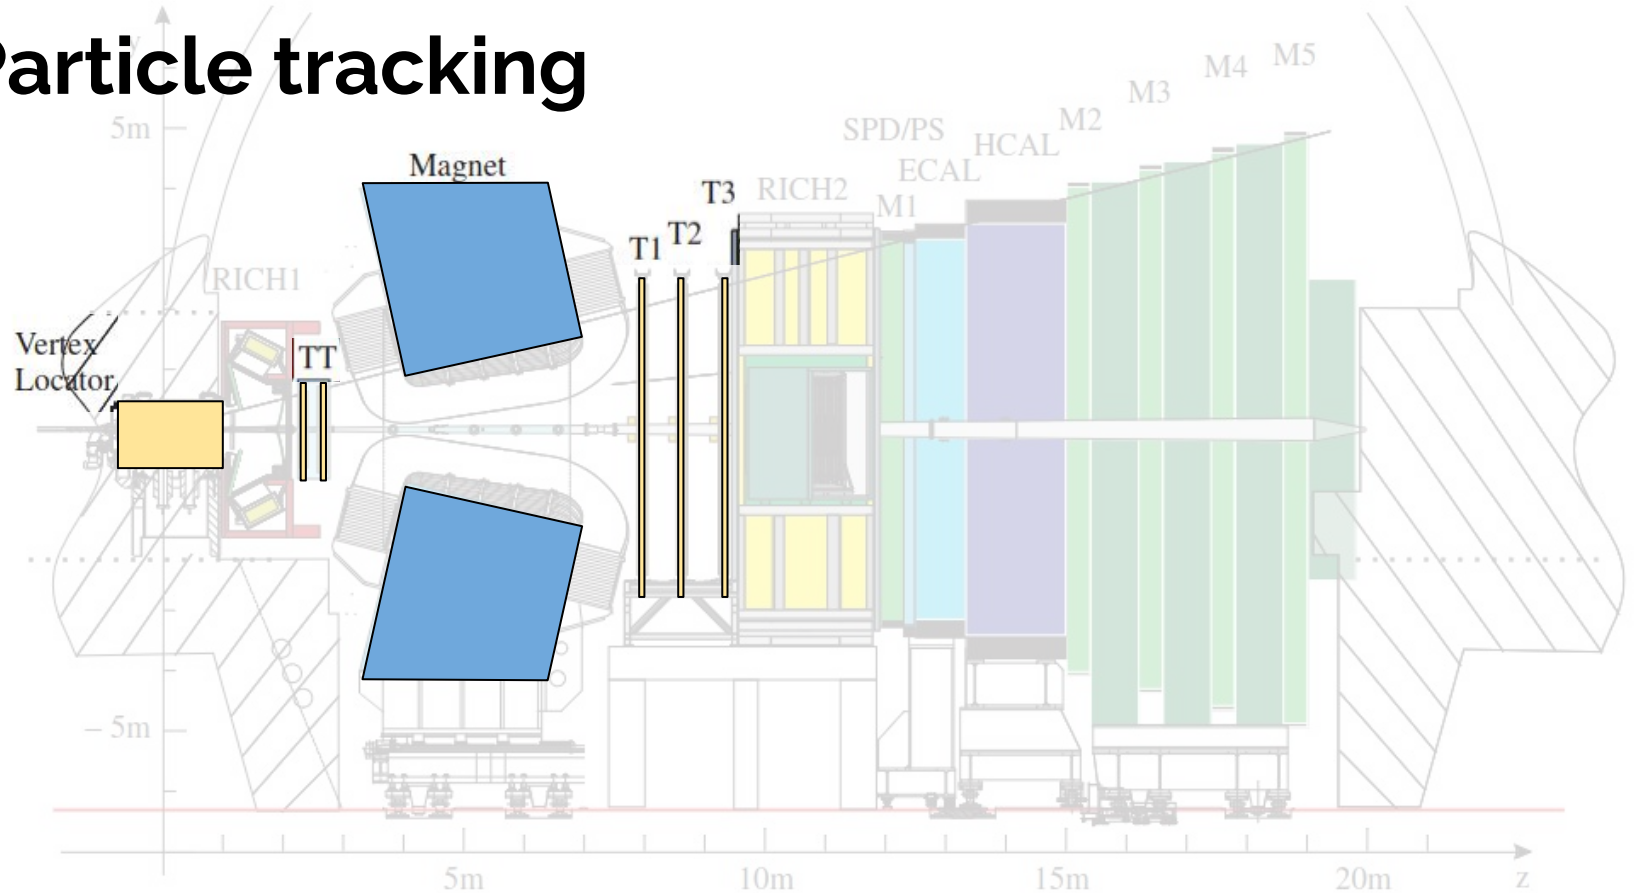 Particle tracking
y
5m
M5
M4
M3
M2
SPD/PS
HCAL
ECAL
Magnet
T3
RICH2
M1
T2
T1
RICH1
Vertex
Locator
TT
– 5m
5m
10m
15m
20m
z